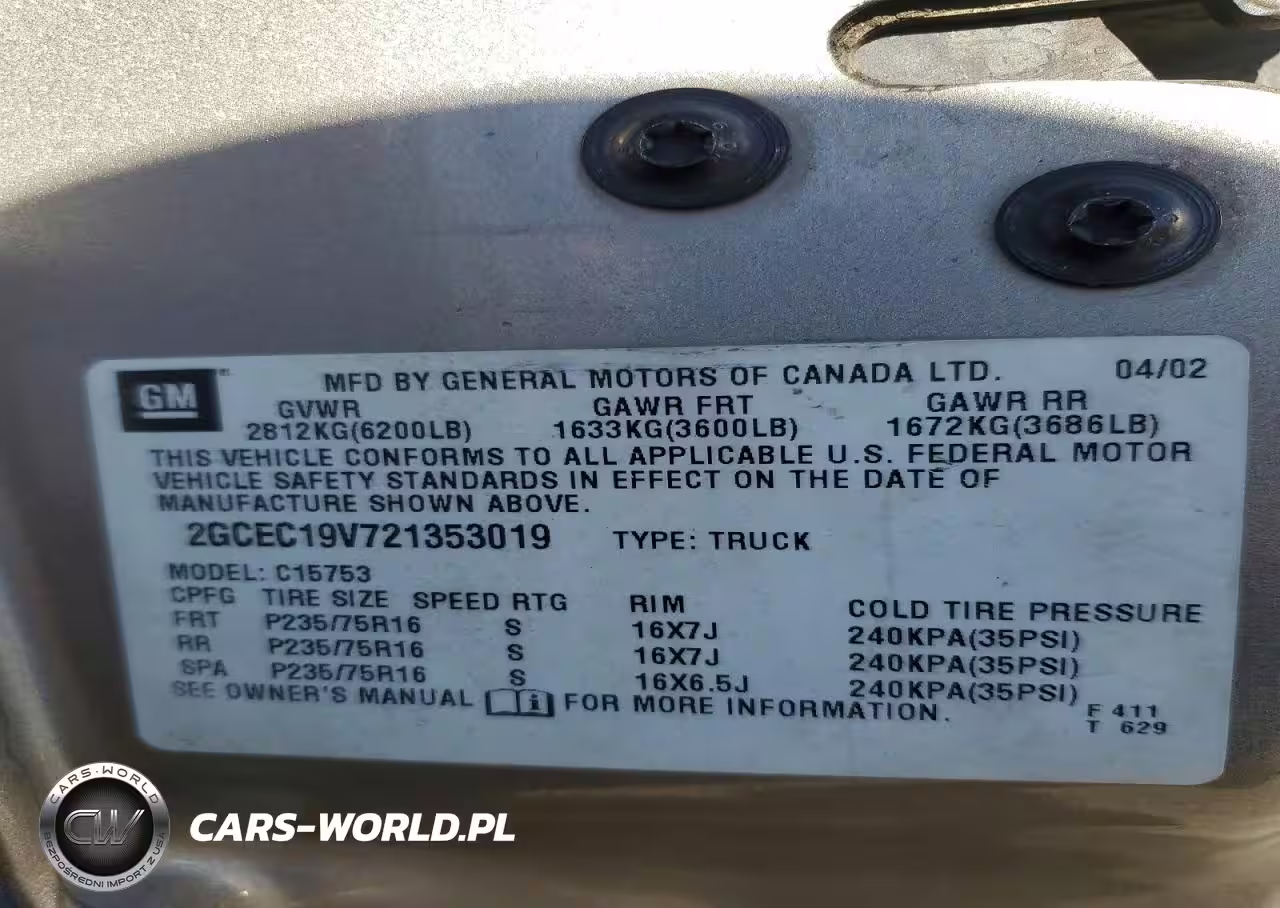 GM
MFD BY GENERAL MOTORS OF CANADA LTD. 04/02
GVWR GAWR FRT GAWR RR
2812KG(6200LB) 1633KG(3600LB) 1672KG(3686LB)
THIS VEHICLE CONFORMS TO ALL APPLICABLE U.S. FEDERAL MOTOR
VEHICLE SAFETY STANDARDS IN EFFECT ON THE DATE OF
MANUFACTURE SHOWN ABOVE.
2GCEC19V721353019 TYPE: TRUCK
MODEL: C15753
CPFG TIRE SIZE SPEED RTG RIM COLD TIRE PRESSURE
FRT P235/75R16 S 16X7J 240KPA(35PSI)
RR P235/75R16 S 16X7J 240KPA(35PSI)
SPA P235/75R16 S 16X6.5J 240KPA(35PSI)
SEE OWNER'S MANUAL i FOR MORE INFORMATION.
F 411
T 629
CARS-WORLD
CW
BEZPOŚREDNI IMPORT Z USA
CARS-WORLD.PL